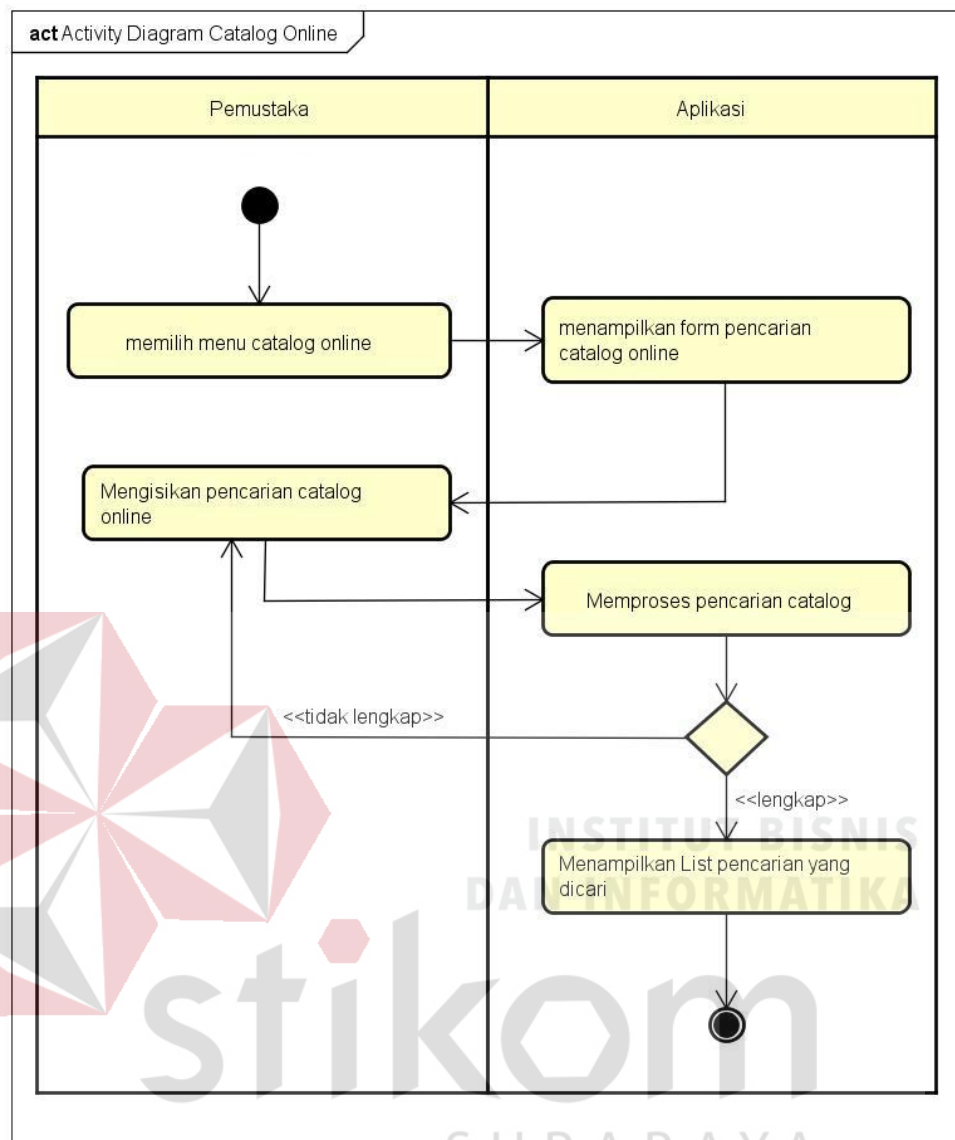 act Activity Diagram Catalog Online
Pemustaka
Aplikasi
memilih menu catalog online
menampilkan form pencarian
catalog online
Mengisikan pencarian catalog
online
Memproses pencarian catalog
<<tidak lengkap>>
<<lengkap>>
INSTITUT BISNIS
DAN INFORMATIKA
Menampilkan List pencarian yang
dicari
stikom
SURABAYA